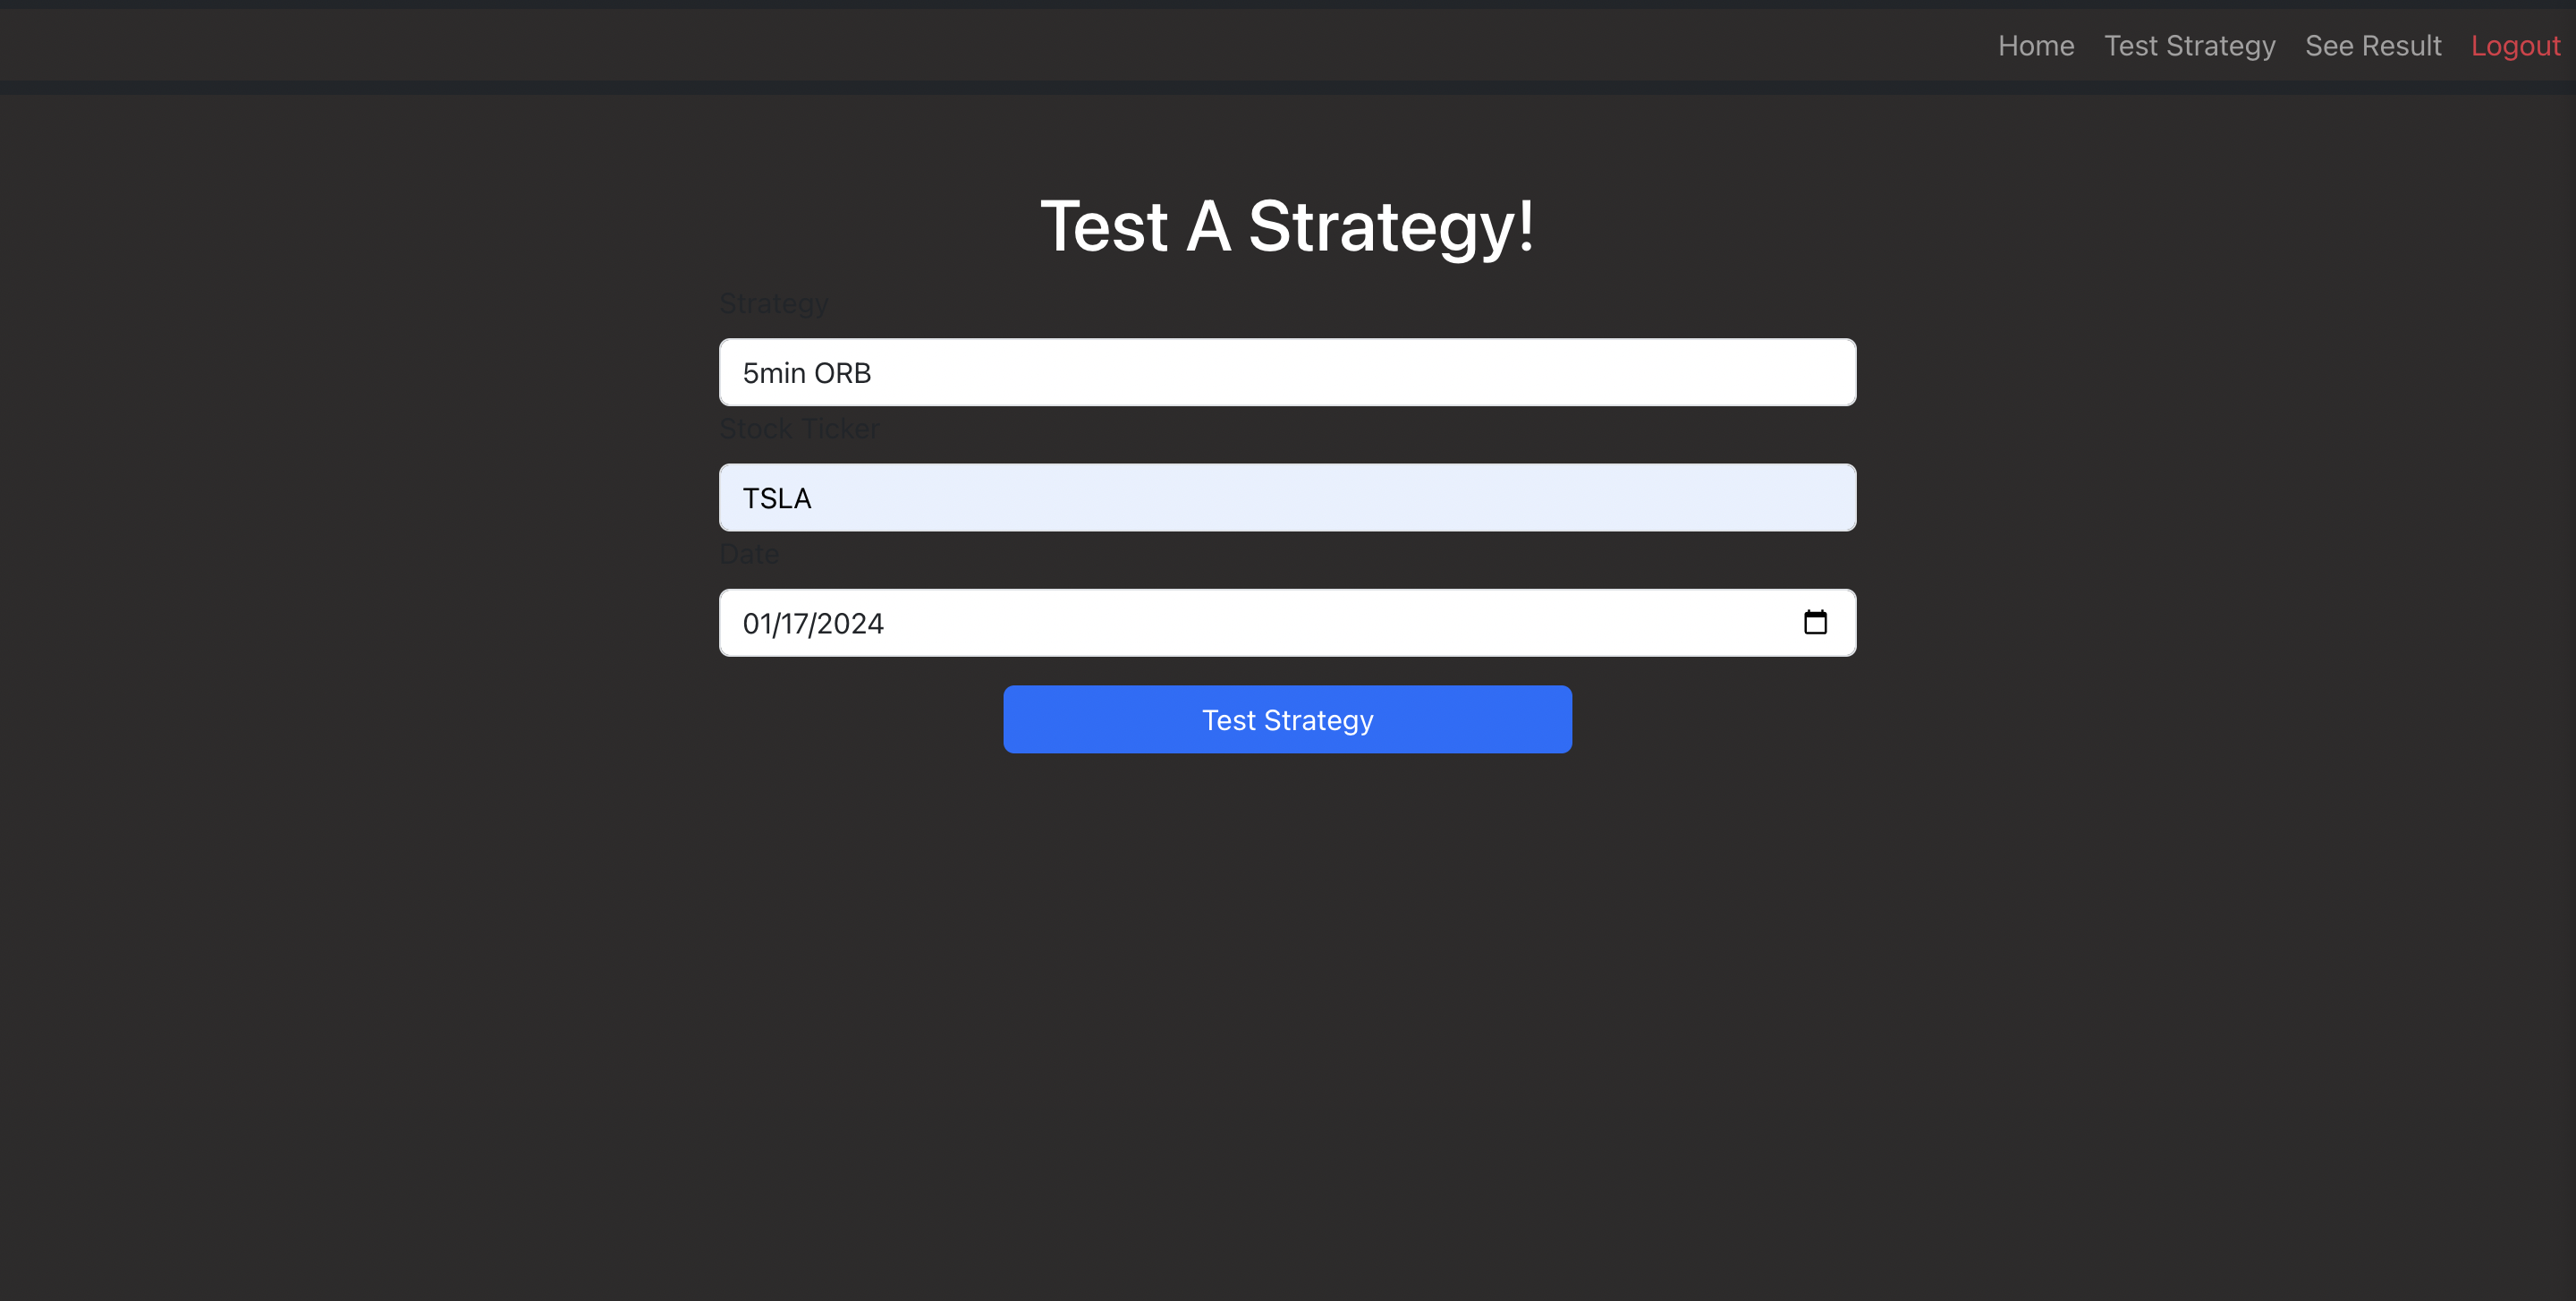 Home Test Strategy See Result Logout
Test A Strategy!
Strategy
5min ORB
Stock Ticker
TSLA
Date
01/17/2024
Test Strategy